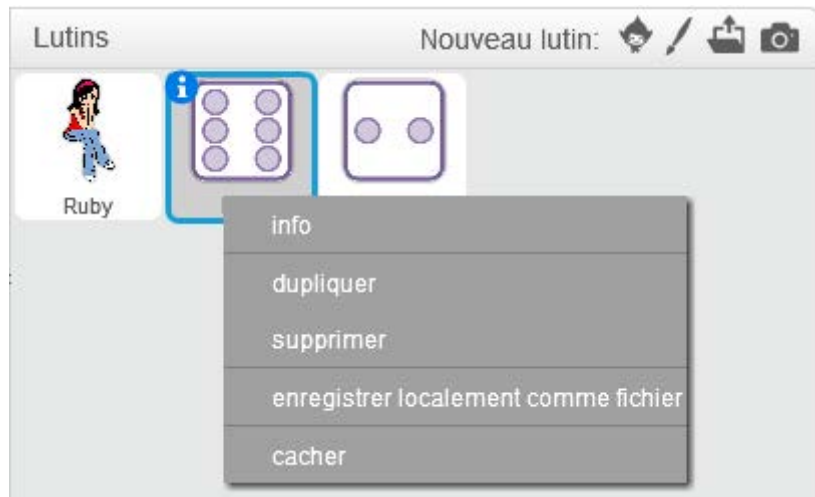 Lutins Nouveau lutin:
Ruby
info
dupliquer
supprimer
enregistrer localement comme fichier
cacher